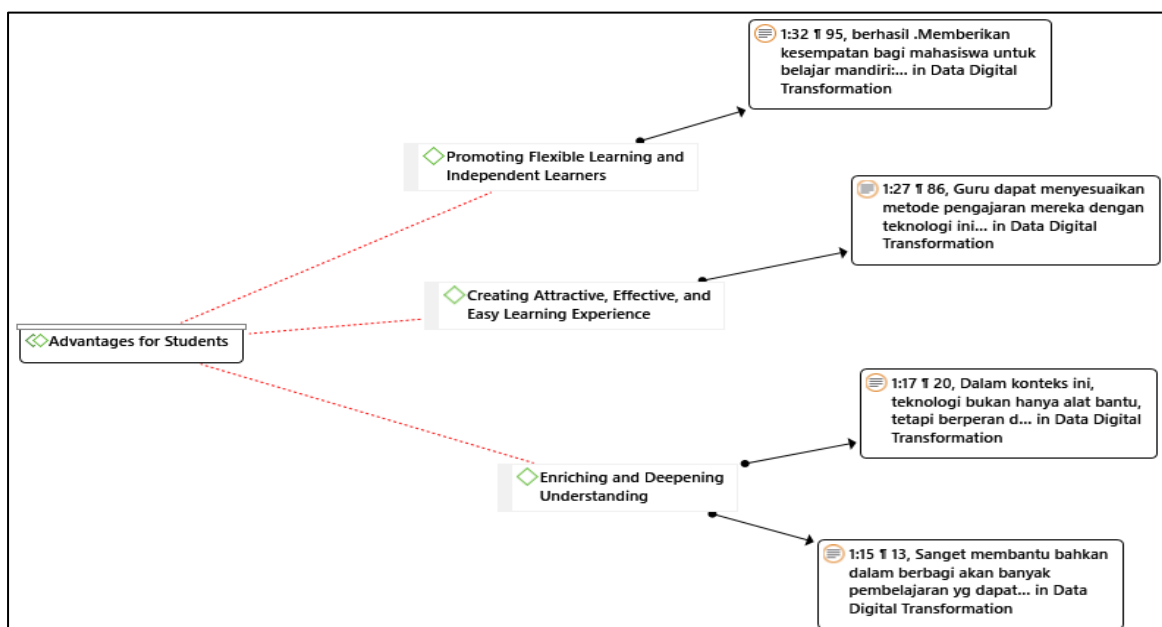 1:32 ¶ 95, berhasil .Memberikan
kesempatan bagi mahasiswa untuk
belajar mandiri:... in Data Digital
Transformation
Promoting Flexible Learning and
Independent Learners
1:27 ¶ 86, Guru dapat menyesuaikan
metode pengajaran mereka dengan
teknologi ini... in Data Digital
Transformation
Creating Attractive, Effective, and
Easy Learning Experience
Advantages for Students
1:17 ¶ 20, Dalam konteks ini,
teknologi bukan hanya alat bantu,
tetapi berperan d... in Data Digital
Transformation
Enriching and Deepening
Understanding
1:15 ¶ 13, Sanget membantu bahkan
dalam berbagi akan banyak
pembelajaran yg dapat... in Data
Digital Transformation